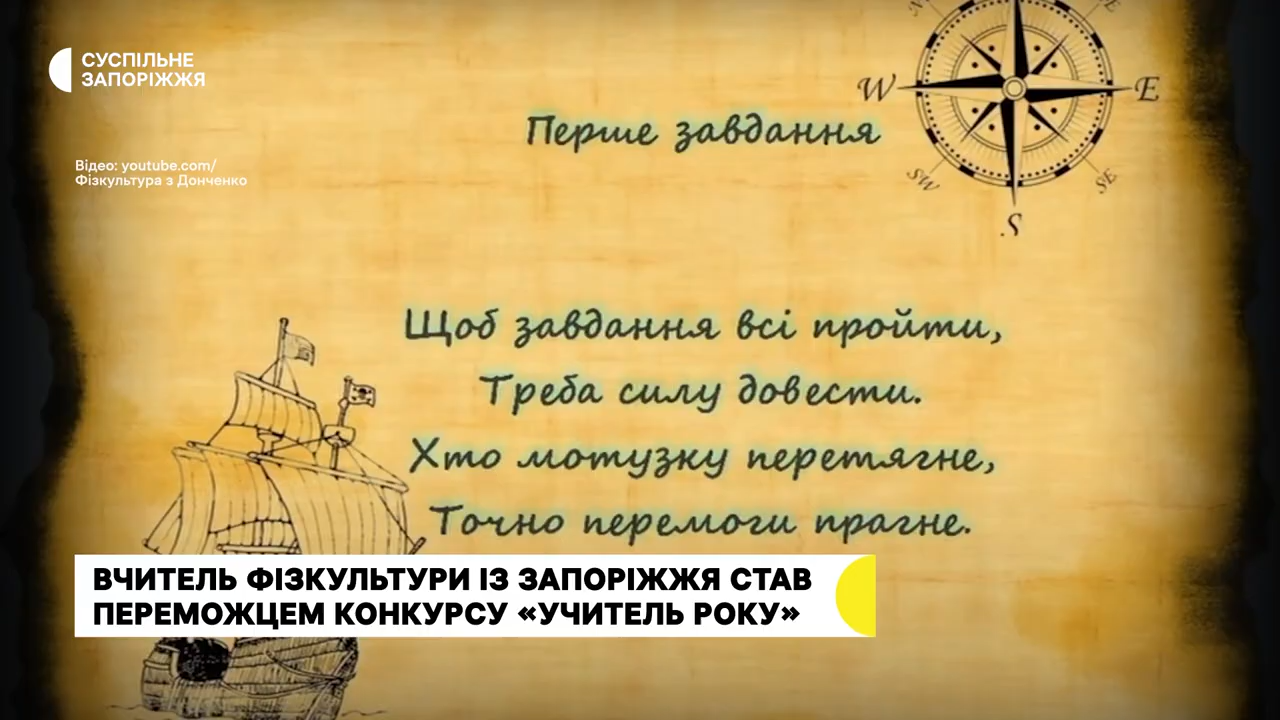 СУСПІЛЬНЕ
ЗАПОРІЖЖЯ
Відео: youtube.com/
Фізкультура з Донченко
Перше завдання
W
E
SW
SE
S
Щоб завдання всі пройти,
Треба силу довести.
Хто мотузку перетягне,
Точно перемоги прагне.
ВЧИТЕЛЬ ФІЗКУЛЬТУРИ ІЗ ЗАПОРІЖЖЯ СТАВ
ПЕРЕМОЖЦЕМ КОНКУРСУ «УЧИТЕЛЬ РОКУ»